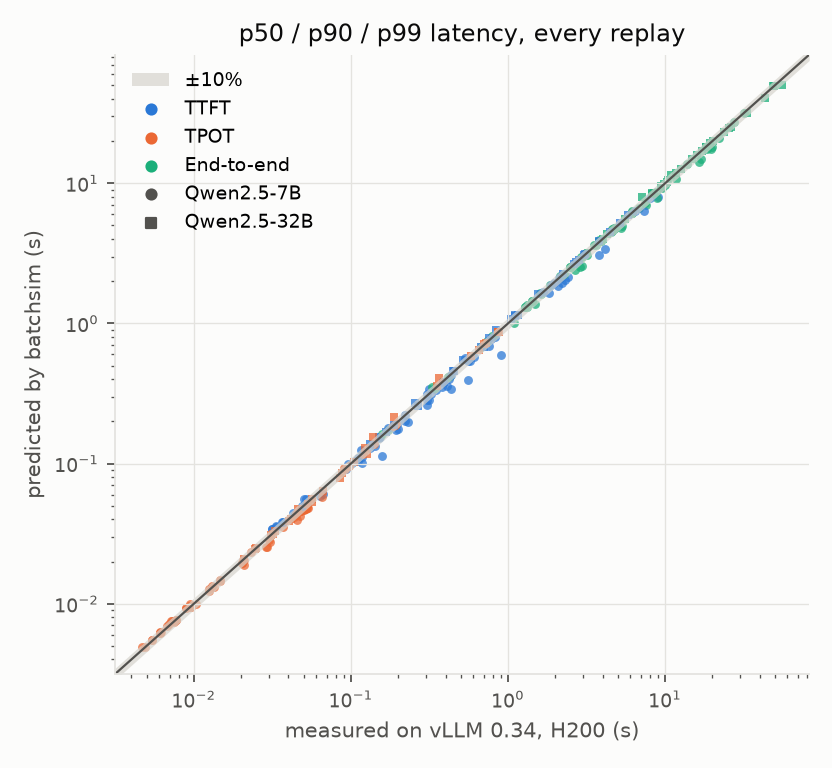 p50 / p90 / p99 latency, every replay
±10%
TTFT
TPOT
End-to-end
Qwen2.5-7B
Qwen2.5-32B
predicted by batchsim (s)
10¹
10⁰
10⁻¹
10⁻²
10⁻² 10⁻¹ 10⁰ 10¹
measured on vLLM 0.34, H200 (s)